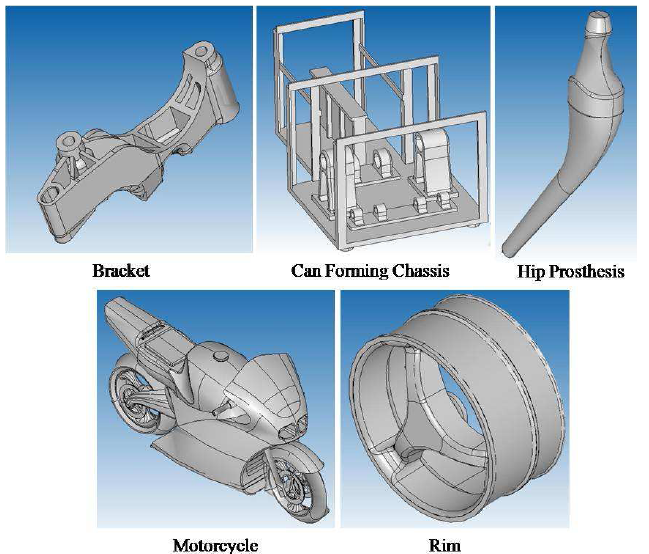 Bracket
Can Forming Chassis
Hip Prosthesis
Motorcycle
Rim